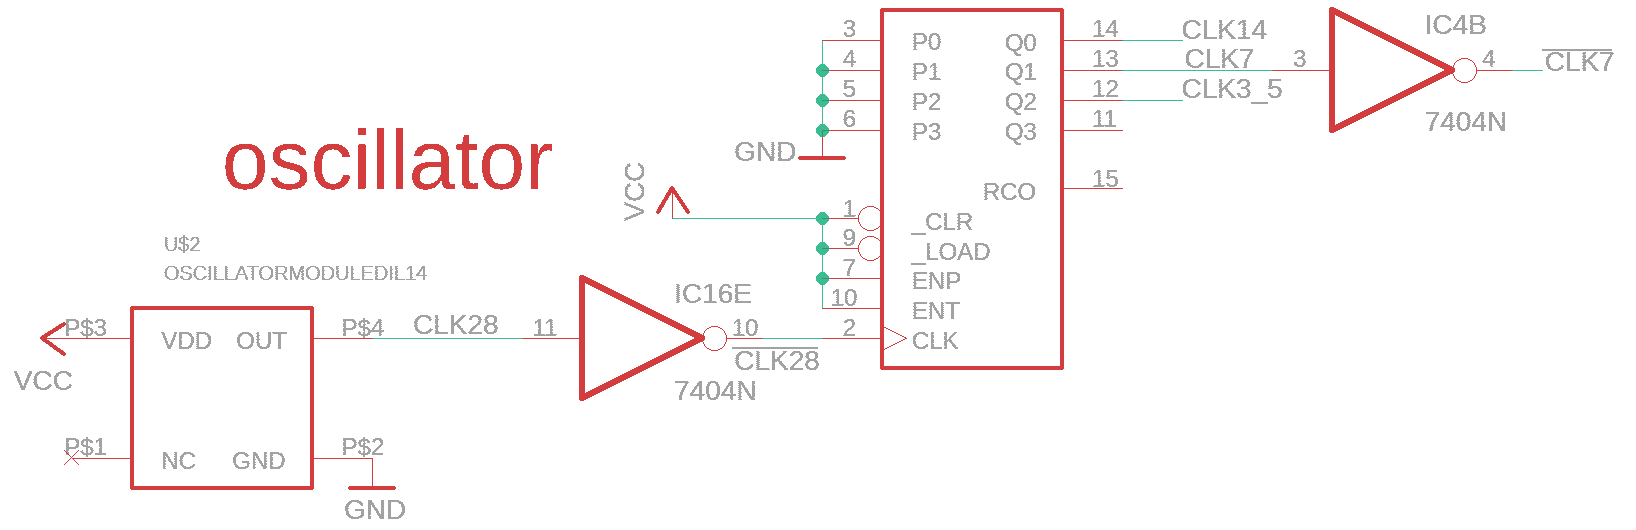 oscillator
U$2
OSCILLATORMODULEDIL14
P$3
VCC
P$1
VDD OUT
NC GND
P$4
P$2
GND
CLK28
11
IC16E
10
CLK28
7404N
VCC
GND
3
4
5
6
1
9
7
10
2
P0 Q0
P1 Q1
P2 Q2
P3 Q3
RCO
_CLR
_LOAD
ENP
ENT
CLK
14
13
12
11
15
CLK14
CLK7
CLK3_5
3
IC4B
4
CLK7
7404N